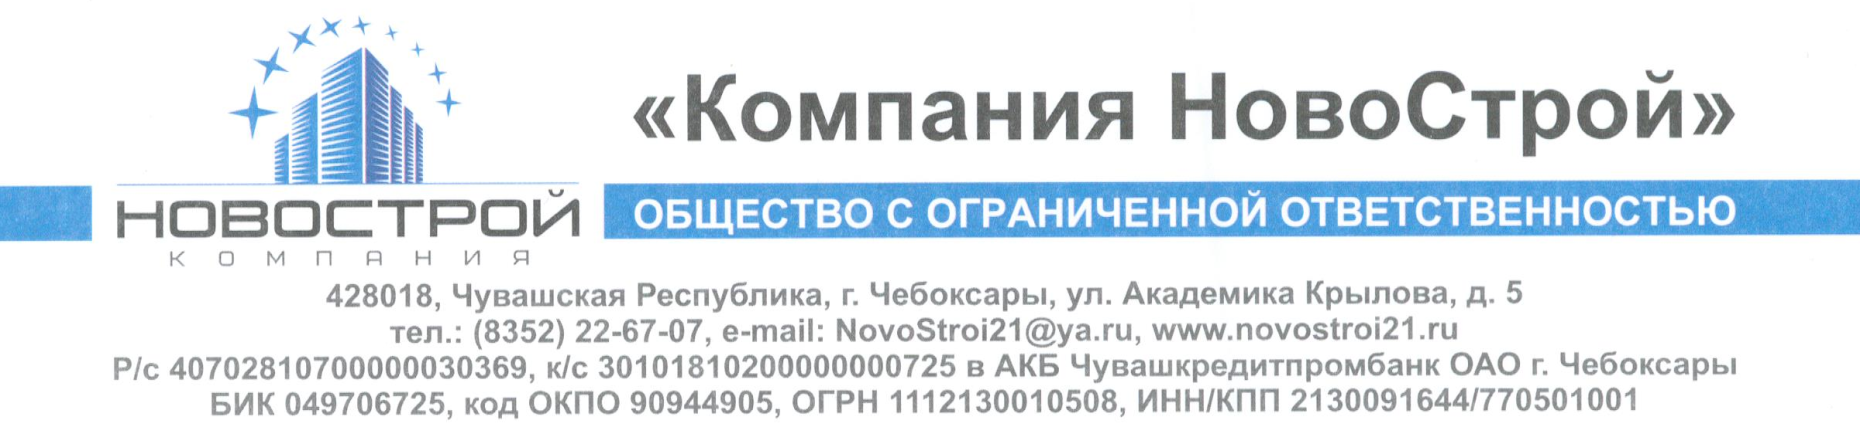 «Компания НовоСтрой»
НОВОСТРОЙ
КОМПАНИЯ
ОБЩЕСТВО С ОГРАНИЧЕННОЙ ОТВЕТСТВЕННОСТЬЮ
428018, Чувашская Республика, г. Чебоксары, ул. Академика Крылова, д. 5
тел.: (8352) 22-67-07, e-mail: NovoStroi21@ya.ru, www.novostroi21.ru
Р/с 40702810700000030369, к/с 30101810200000000725 в АКБ Чувашкредитпромбанк ОАО г. Чебоксары
БИК 049706725, код ОКПО 90944905, ОГРН 1112130010508, ИНН/КПП 2130091644/770501001